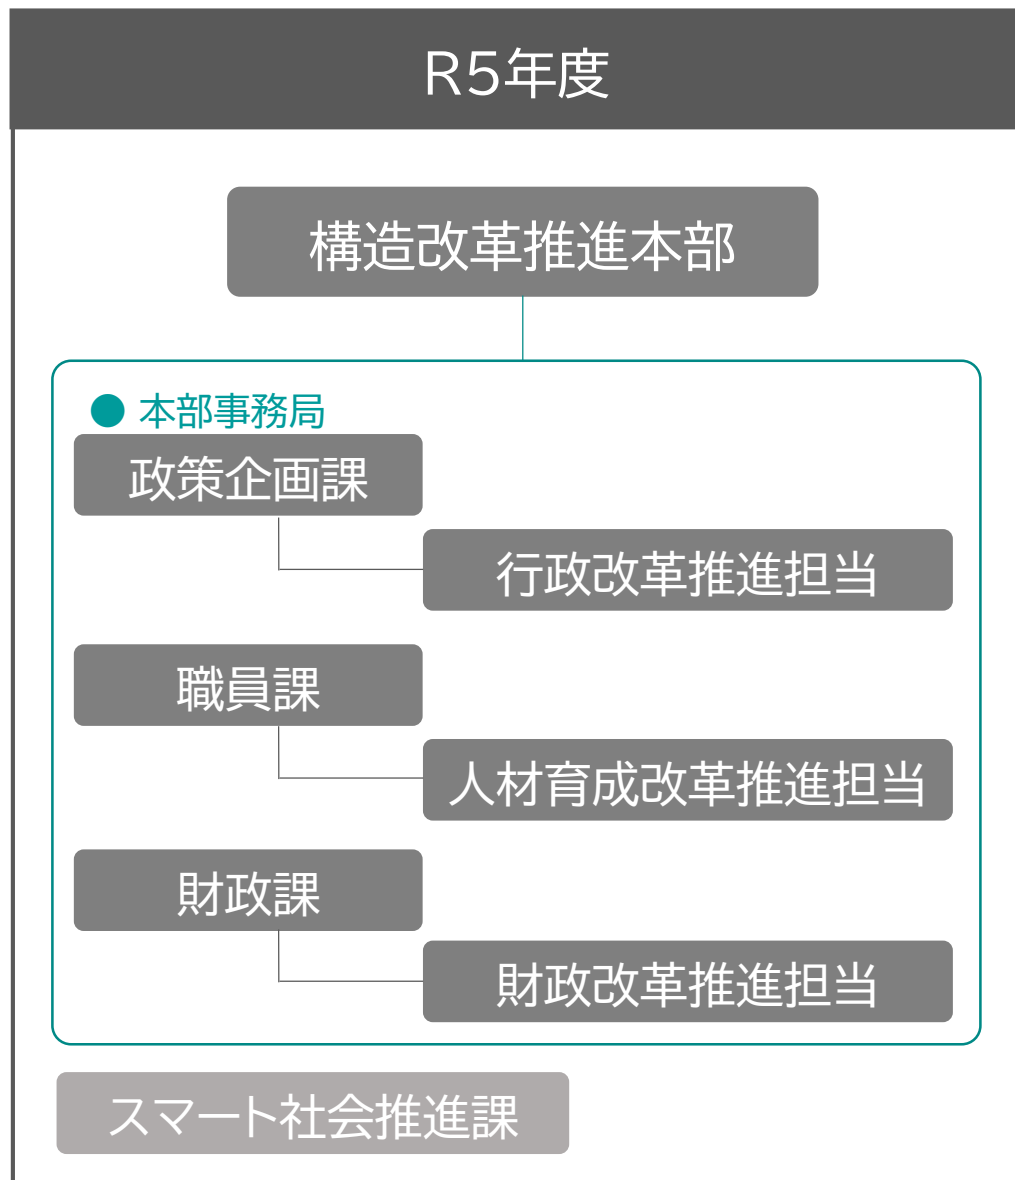 R5年度
構造改革推進本部
● 本部事務局
政策企画課
行政改革推進担当
職員課
人材育成改革推進担当
財政課
財政改革推進担当
スマート社会推進課